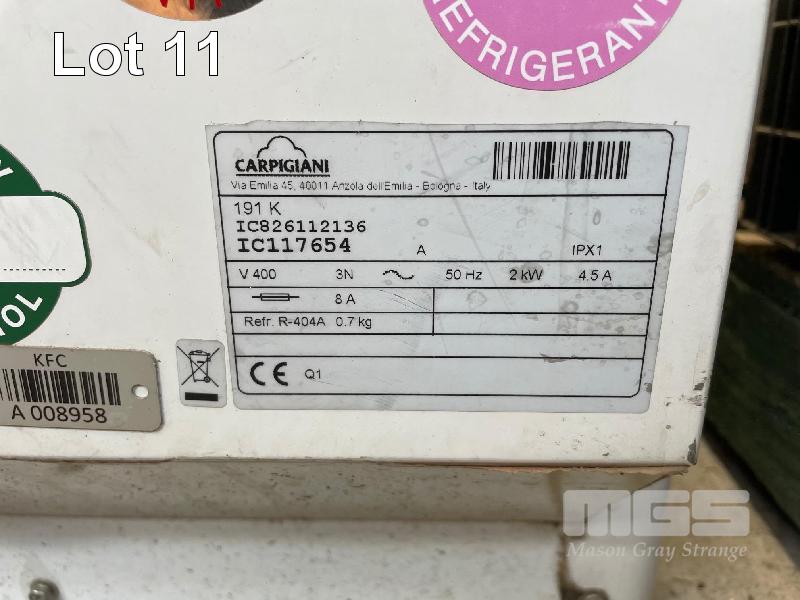 Lot 11
REFRIGERANT
CARPIGIANI
Via Emilia 45, 40011 Anzola dell'Emilia - Bologna - Italy
191 K
IC826112136
IC117654 A IPX1
V 400 3N 50 Hz 2 kW 4.5 A
8 A
Refr. R-404A 0.7 kg
CE Q1
KFC
A 008958
MGS
Mason Gray Strange